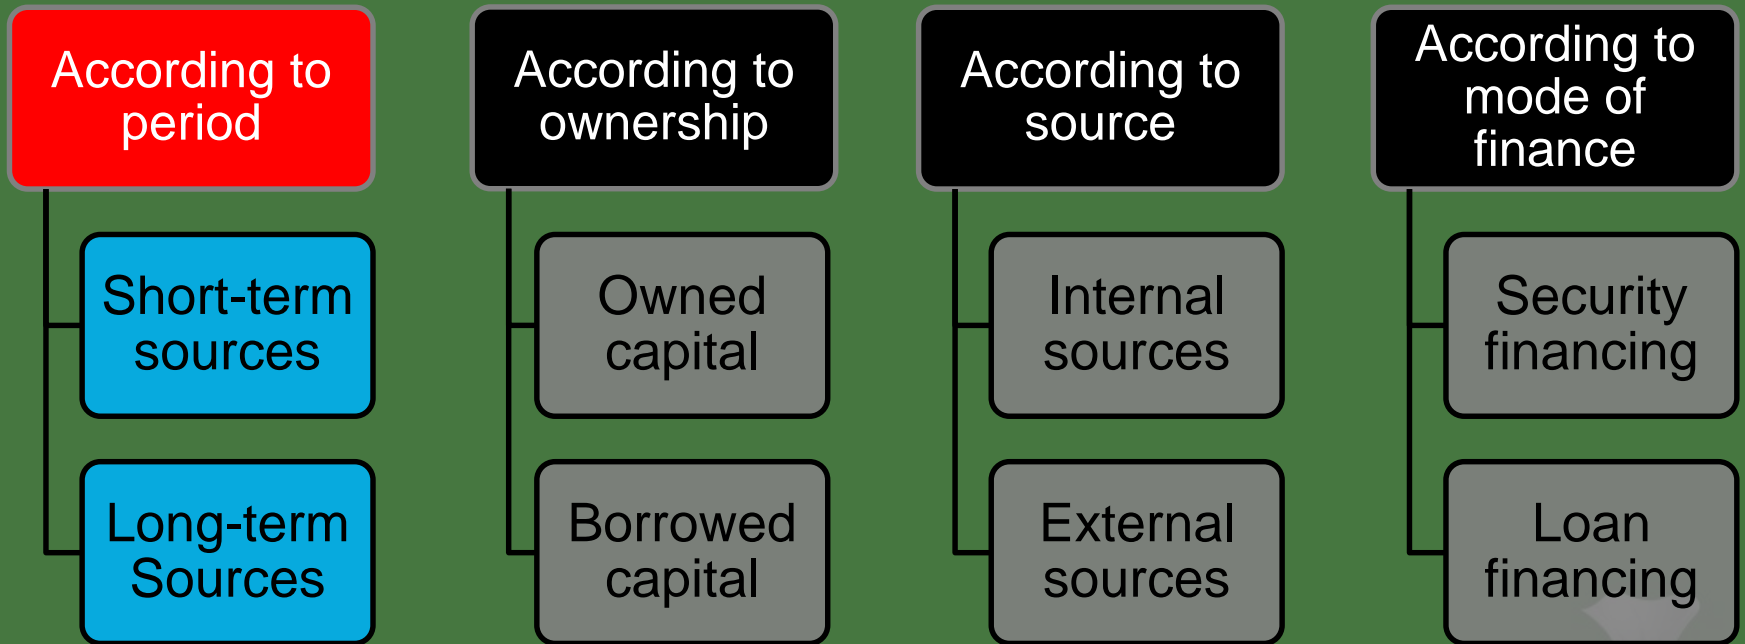 According to
period
Short-term
sources
Long-term
Sources
According to
ownership
Owned
capital
Borrowed
capital
According to
source
Internal
sources
External
sources
According to
mode of
finance
Security
financing
Loan
financing